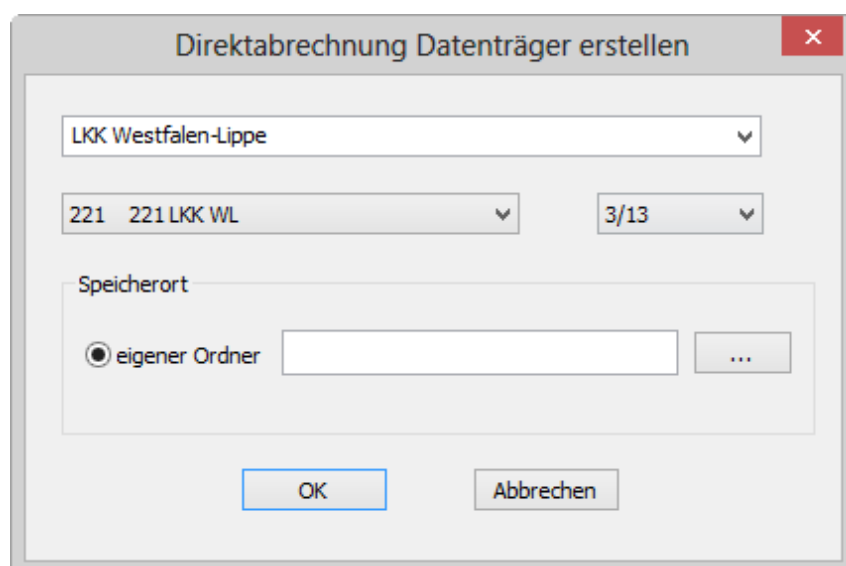 Direktabrechnung Datenträger erstellen
LKK Westfalen-Lippe
221 221 LKK WL 3/13
Speicherort
eigener Ordner ...
OK Abbrechen